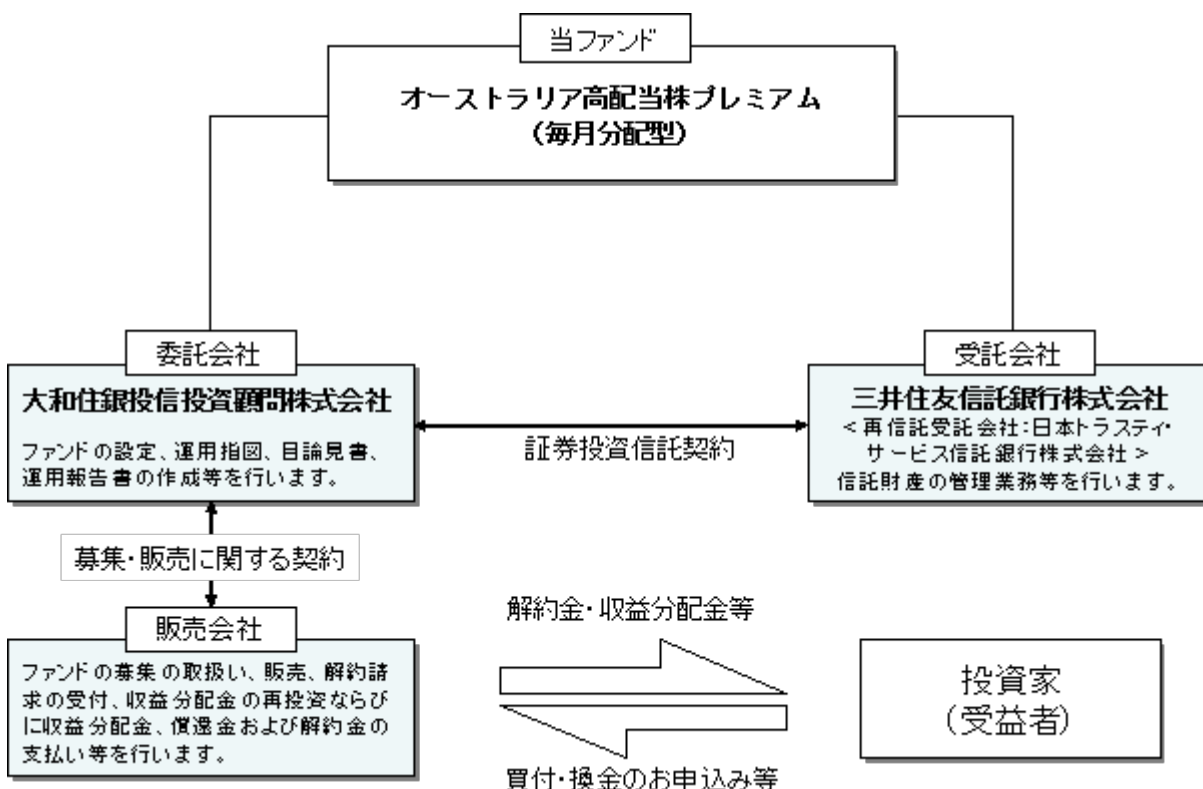 当ファンド
オーストラリア高配当株プレミアム
(毎月分配型)
委託会社
大和住銀投信投資顧問株式会社
ファンドの設定、運用指図、目論見書、
運用報告書の作成等を行います。
証券投資信託契約
受託会社
三井住友信託銀行株式会社
<再信託受託会社:日本トラスティ・
サービス信託銀行株式会社>
信託財産の管理業務等を行います。
募集・販売に関する契約
販売会社
ファンドの募集の取扱い、販売、解約請
求の受付、収益分配金の再投資ならび
に収益分配金、償還金および解約金の
支払い等を行います。
解約金・収益分配金等
買付・換金のお申込み等
投資家
(受益者)